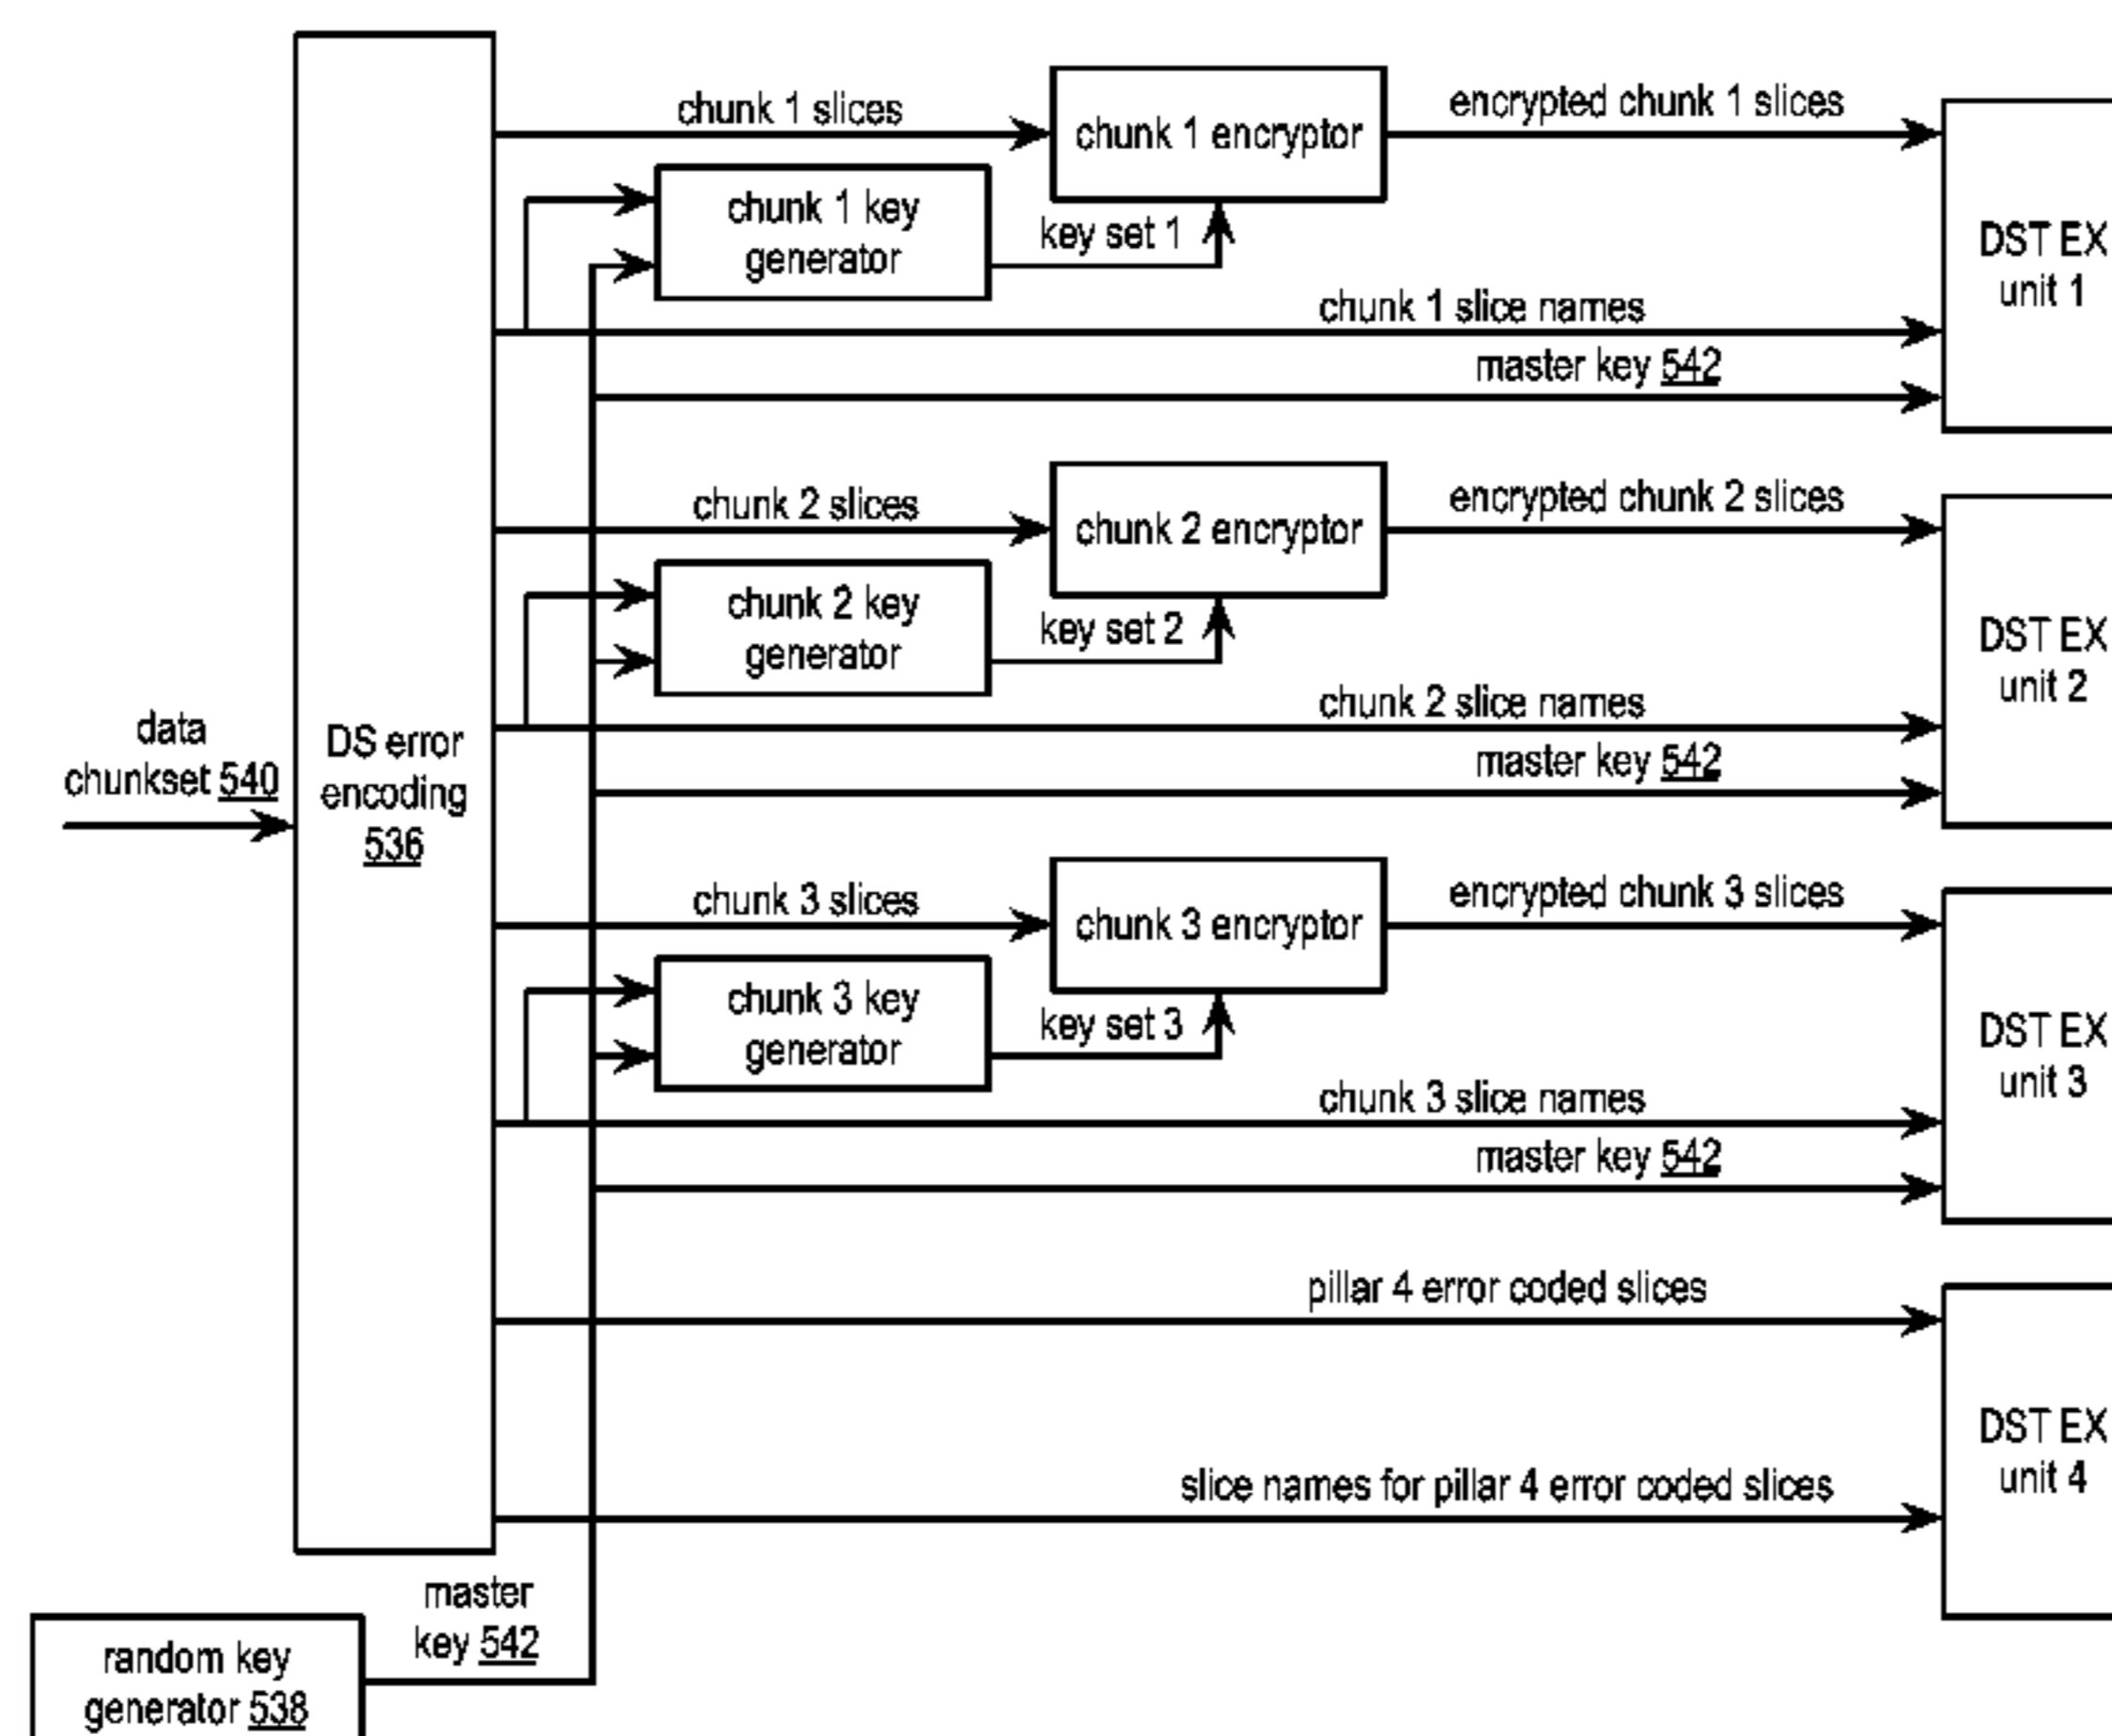 chunk 1 slices
chunk 1 encryptor
encrypted chunk 1 slices
chunk 1 key
generator
key set 1
DST EX
unit 1
chunk 1 slice names
master key 542
chunk 2 slices
chunk 2 encryptor
encrypted chunk 2 slices
chunk 2 key
generator
key set 2
DST EX
unit 2
chunk 2 slice names
master key 542
data
chunkset 540
DS error
encoding
536
chunk 3 slices
chunk 3 encryptor
encrypted chunk 3 slices
chunk 3 key
generator
key set 3
DST EX
unit 3
chunk 3 slice names
master key 542
pillar 4 error coded slices
DST EX
unit 4
slice names for pillar 4 error coded slices
master
key 542
random key
generator 538